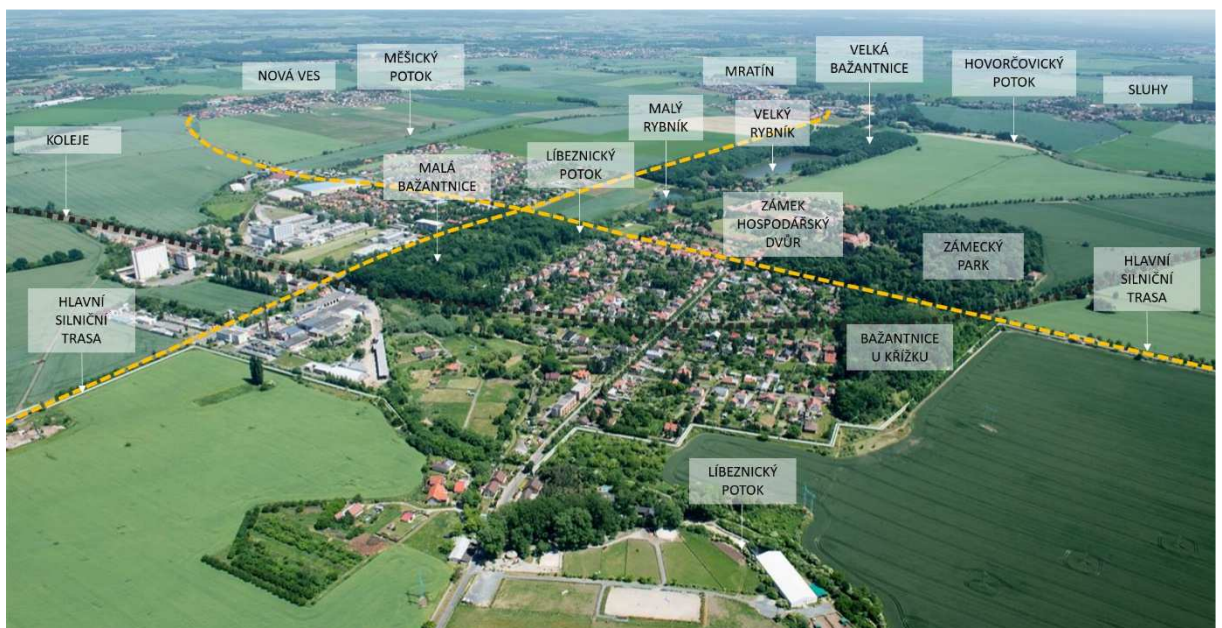 VELKÁ
BAŽANTNICE
MĚŠICKÝ
POTOK
HOVORČOVICKÝ
POTOK
NOVÁ VES
MRATÍN
SLUHY
MALÝ
RYBNÍK
VELKÝ
RYBNÍK
KOLEJE
MALÁ
BAŽANTNICE
LÍBEZNICKÝ
POTOK
ZÁMEK
HOSPODÁŘSKÝ
DVŮR
ZÁMECKÝ
PARK
HLAVNÍ
SILNIČNÍ
TRASA
HLAVNÍ
SILNIČNÍ
TRASA
BAŽANTNICE
U KŘÍŽKU
LÍBEZNICKÝ
POTOK